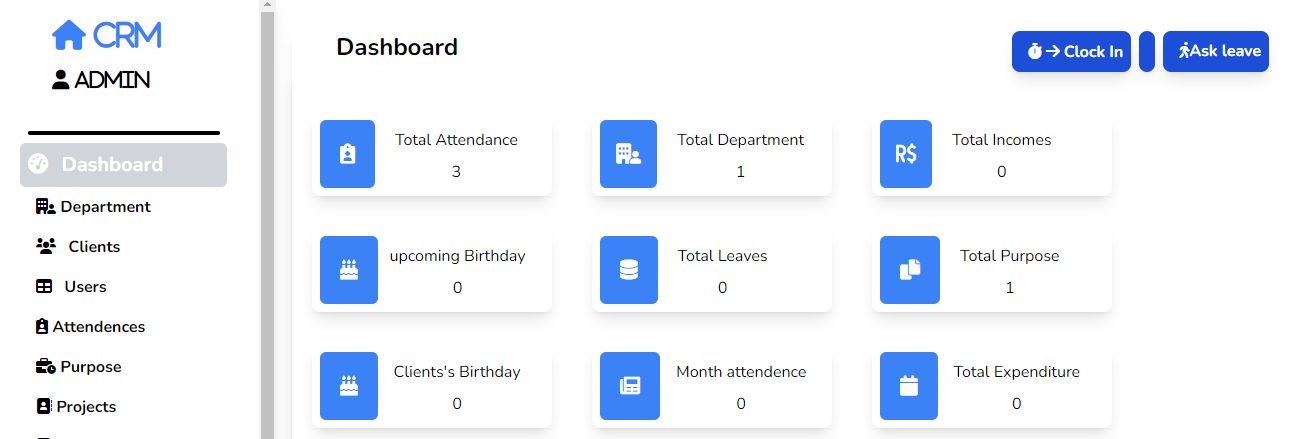 CRM
ADMIN
Dashboard
Department
Clients
Users
Attendences
Purpose
Projects
Dashboard
Clock In
Ask leave
Total Attendance
3
Total Department
1
R$
Total Incomes
0
upcoming Birthday
0
Total Leaves
0
Total Purpose
1
Clients's Birthday
0
Month attendence
0
Total Expenditure
0